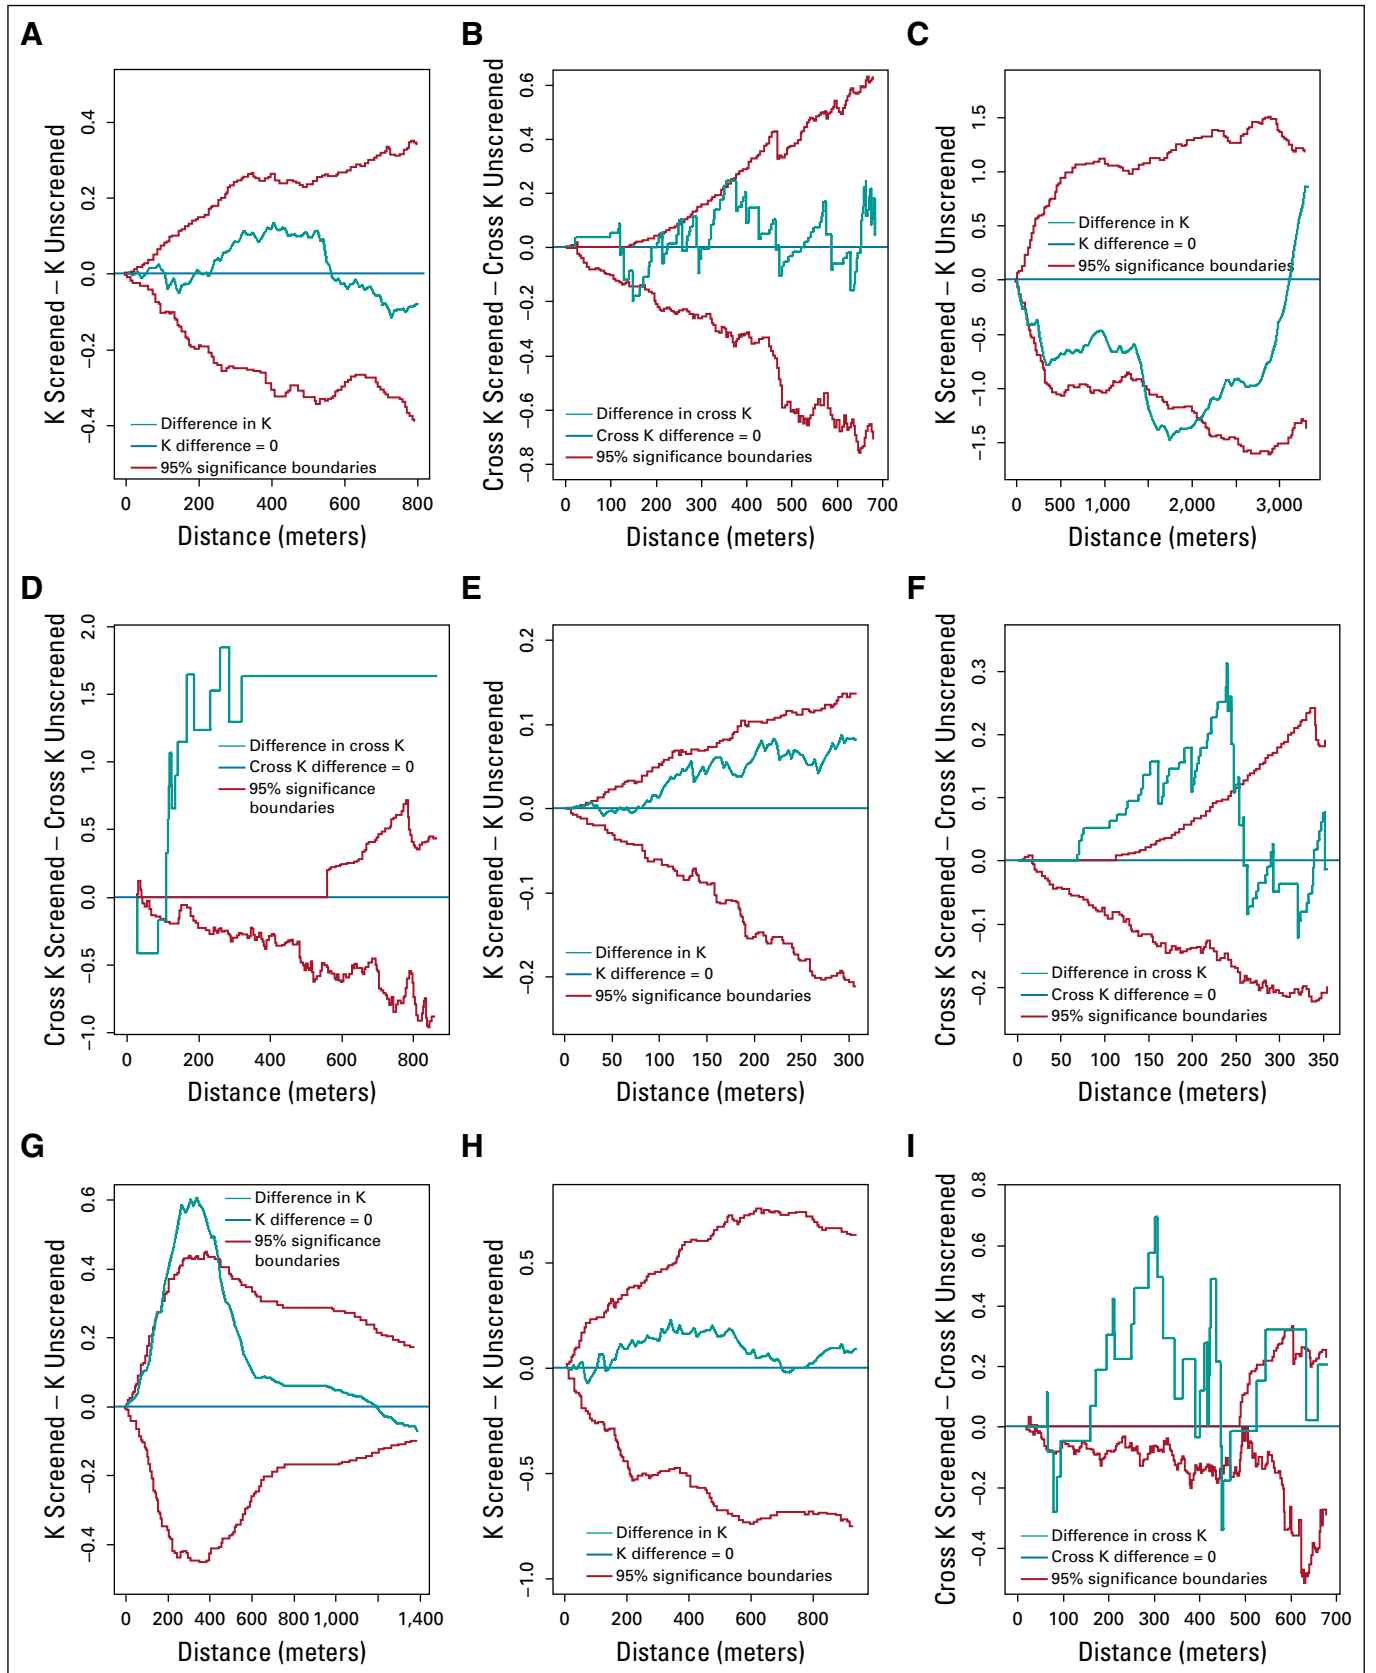 A
K Screened – K Unscreened
0.4
0.2
0.0
–0.2
–0.4
Difference in K
K difference = 0
95% significance boundaries
0 200 400 600 800
Distance (meters)
B
Cross K Screened – Cross K Unscreened
0.6
0.4
0.2
0.0
–0.2
–0.4
–0.6
–0.8
Difference in cross K
Cross K difference = 0
95% significance boundaries
0 100 200 300 400 500 600 700
Distance (meters)
C
K Screened – K Unscreened
1.5
1.0
0.5
0.0
–0.5
–1.0
–1.5
Difference in K
K difference = 0
95% significance boundaries
0 500 1,000 2,000 3,000
Distance (meters)
D
Cross K Screened – Cross K Unscreened
2.0
1.5
1.0
0.5
0.0
–0.5
–1.0
Difference in cross K
Cross K difference = 0
95% significance
boundaries
0 200 400 600 800
Distance (meters)
E
K Screened – K Unscreened
0.2
0.1
0.0
–0.1
–0.2
Difference in K
K difference = 0
95% significance boundaries
0 50 100 150 200 250 300
Distance (meters)
F
Cross K Screened – Cross K Unscreened
0.3
0.2
0.1
0.0
–0.1
–0.2
Difference in cross K
Cross K difference = 0
95% significance boundaries
0 50 100 150 200 250 300 350
Distance (meters)
G
K Screened – K Unscreened
0.6
0.4
0.2
0.0
–0.2
–0.4
Difference in K
K difference = 0
95% significance
boundaries
0 200 400 600 800 1,000 1,400
Distance (meters)
H
K Screened – K Unscreened
0.5
0.0
–0.5
–1.0
Difference in K
K difference = 0
95% significance boundaries
0 200 400 600 800
Distance (meters)
I
Cross K Screened – Cross K Unscreened
0.8
0.6
0.4
0.2
0.0
–0.2
–0.4
Difference in cross K
Cross K difference = 0
95% significance boundaries
0 100 200 300 400 500 600 700
Distance (meters)